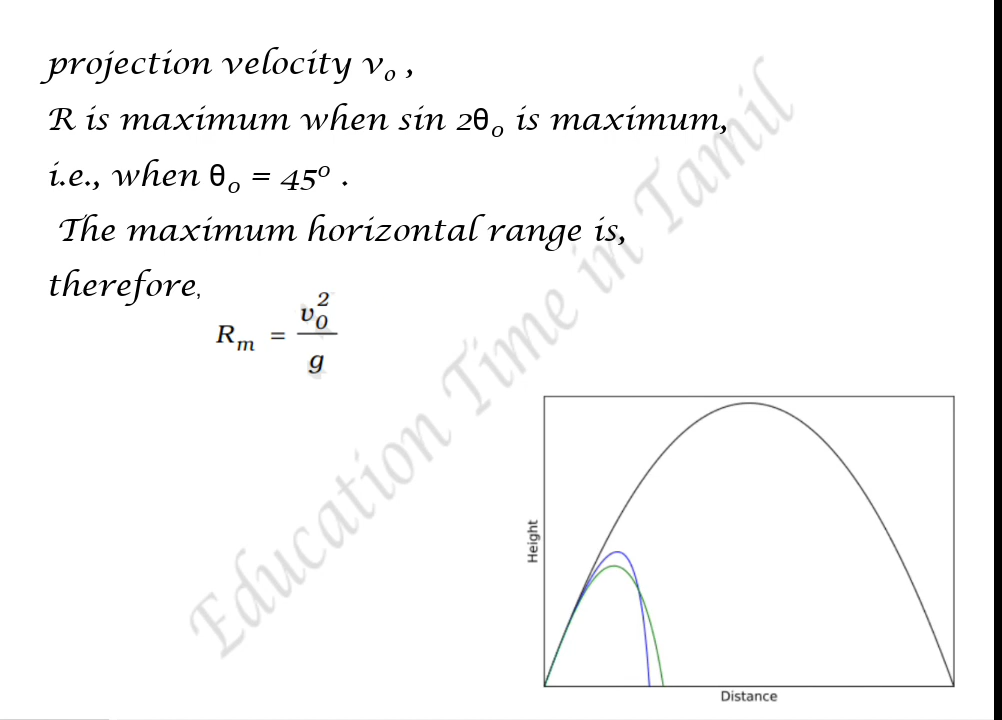 projection velocity v₀ ,
R is maximum when sin 2θ₀ is maximum,
i.e., when θ₀ = 45⁰ .
The maximum horizontal range is,
therefore,
Rₘ = v₀²/g
Height
Distance
Education Time in Tamil